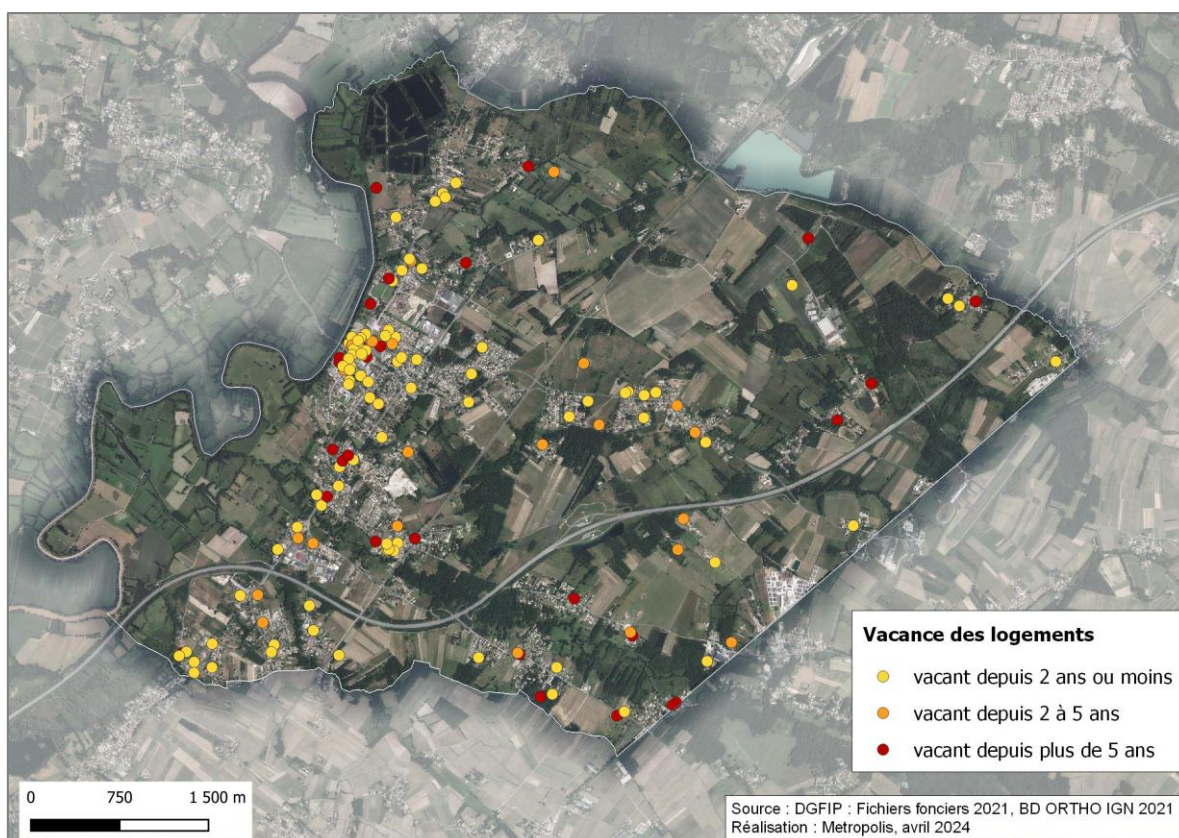 Vacance des logements
vacant depuis 2 ans ou moins
vacant depuis 2 à 5 ans
vacant depuis plus de 5 ans
0 750 1 500 m
Source : DGFIP : Fichiers fonciers 2021, BD ORTHO IGN 2021
Réalisation : Metropolis, avril 2024